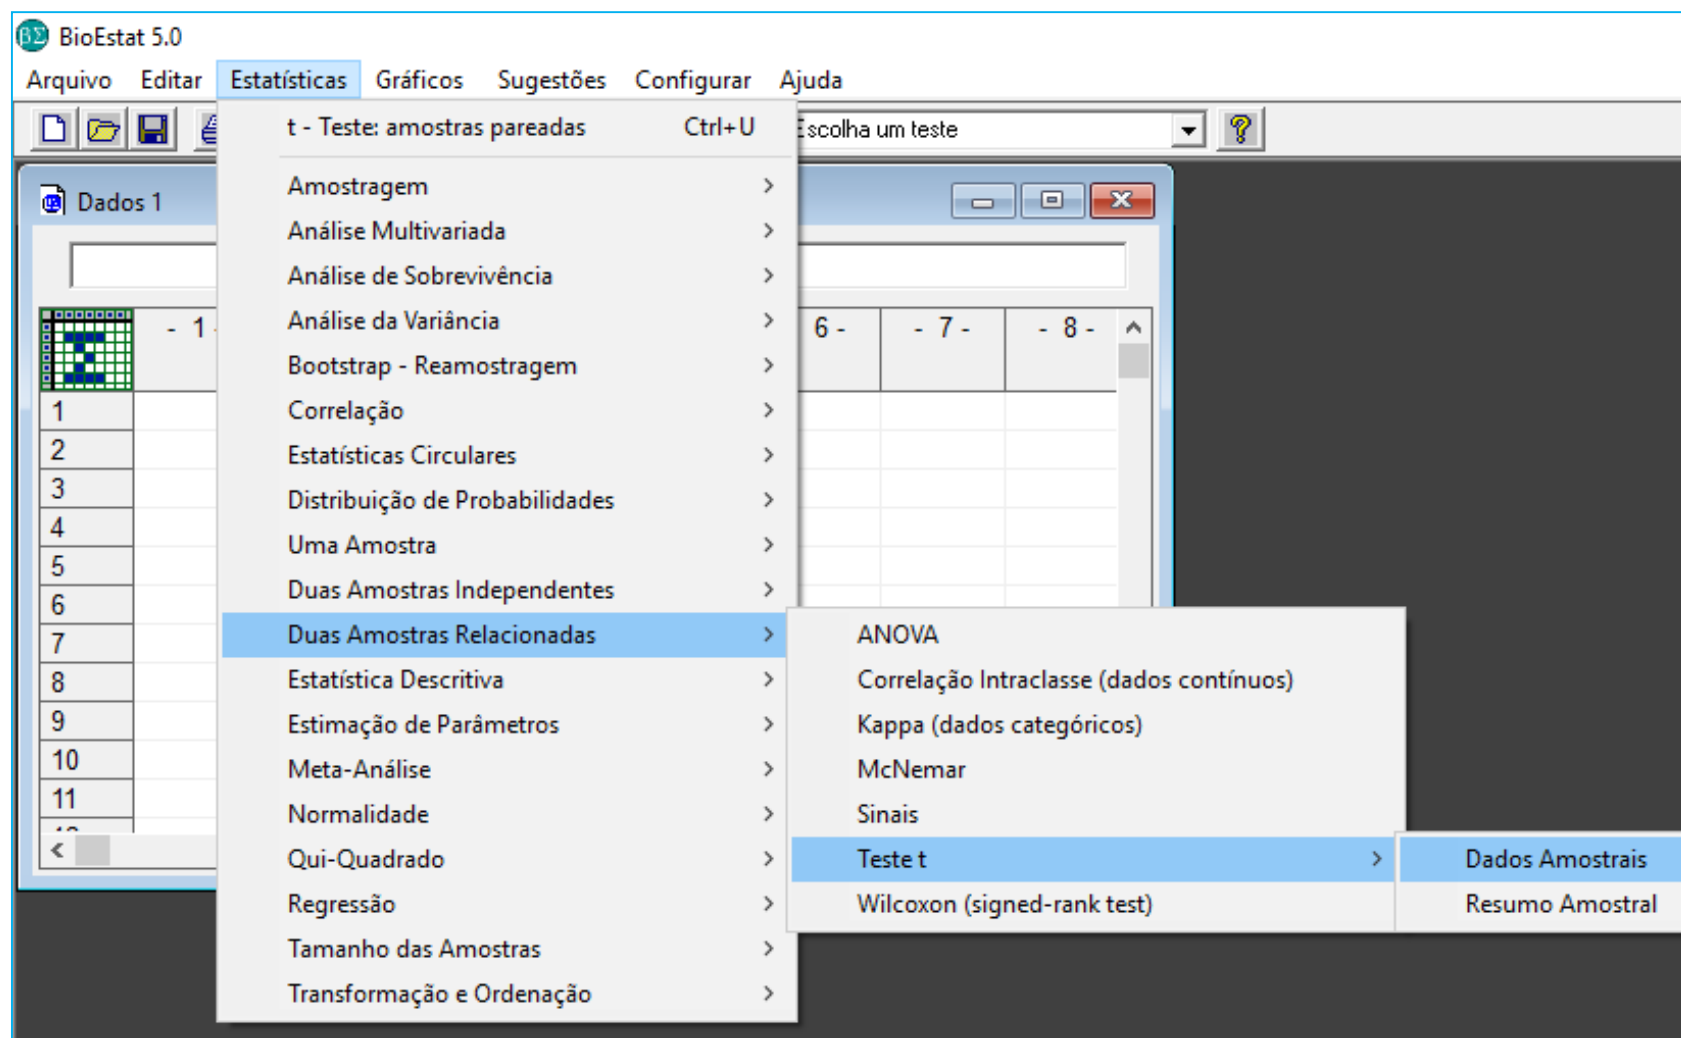 BioEstat 5.0
Arquivo Editar Estatísticas Gráficos Sugestões Configurar Ajuda
t - Teste: amostras pareadas Ctrl+U
Escolha um teste
Dados 1
Amostragem
Análise Multivariada
Análise de Sobrevivência
Análise da Variância
Bootstrap - Reamostragem
Correlação
Estatísticas Circulares
Distribuição de Probabilidades
Uma Amostra
Duas Amostras Independentes
Duas Amostras Relacionadas
Estatística Descritiva
Estimação de Parâmetros
Meta-Análise
Normalidade
Qui-Quadrado
Regressão
Tamanho das Amostras
Transformação e Ordenação
- 1 - 6 - - 7 - - 8 -
1
2
3
4
5
6
7
8
9
10
11
ANOVA
Correlação Intraclasse (dados contínuos)
Kappa (dados categóricos)
McNemar
Sinais
Teste t
Wilcoxon (signed-rank test)
Dados Amostrais
Resumo Amostral